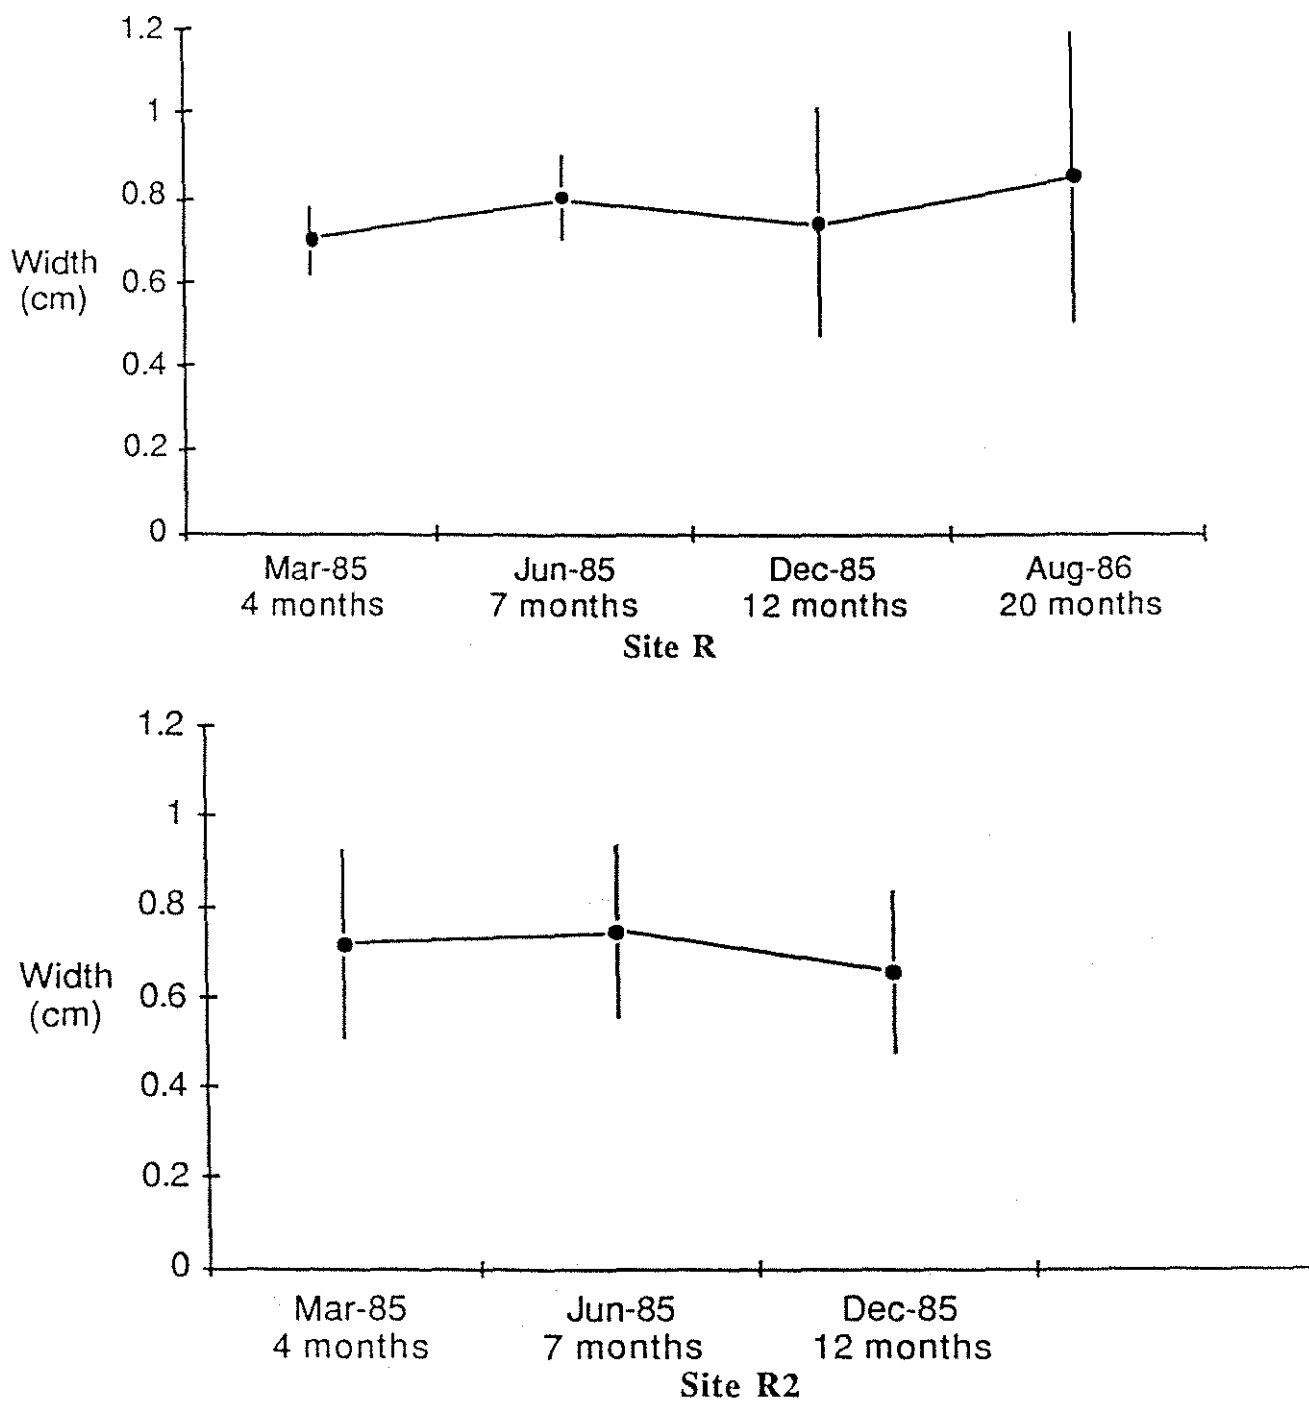 1.2
1
0.8
Width
(cm)
0.6
0.4
0.2
0
Mar-85 Jun-85 Dec-85 Aug-86
4 months 7 months 12 months 20 months
Site R
1.2
1
0.8
Width
(cm)
0.6
0.4
0.2
0
Mar-85 Jun-85 Dec-85
4 months 7 months 12 months
Site R2